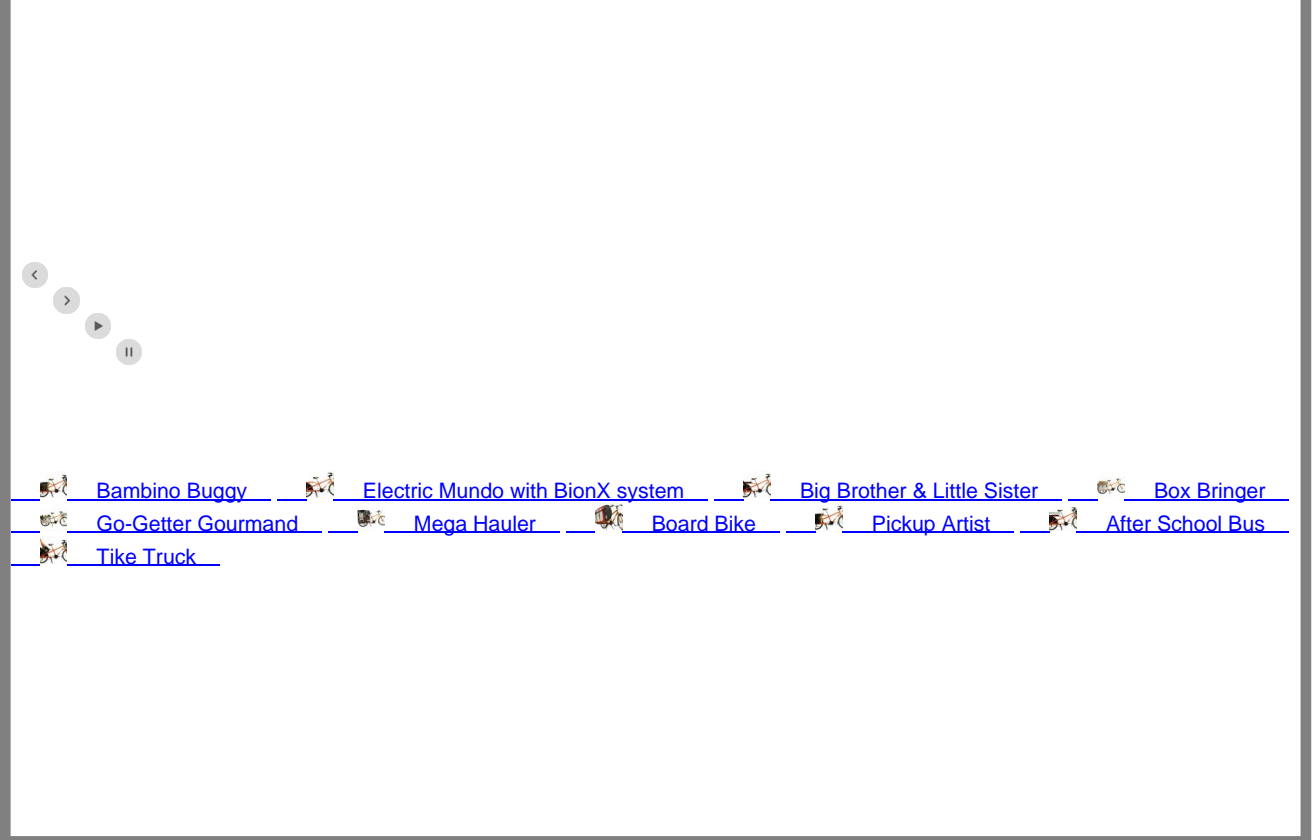 Bambino Buggy Electric Mundo with BionX system Big Brother & Little Sister Box Bringer
Go-Getter Gourmand Mega Hauler Board Bike Pickup Artist After School Bus
Tike Truck